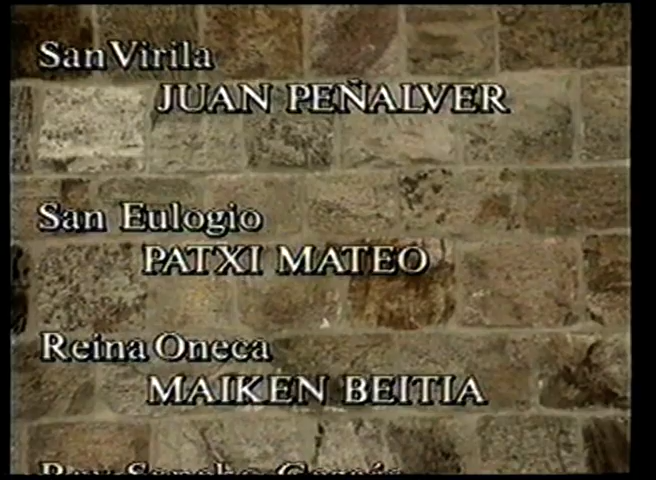 San Virila
JUAN PEÑALVER
San Eulogio
PATXI MATEO
Reina Oneca
MAIKEN BEITIA